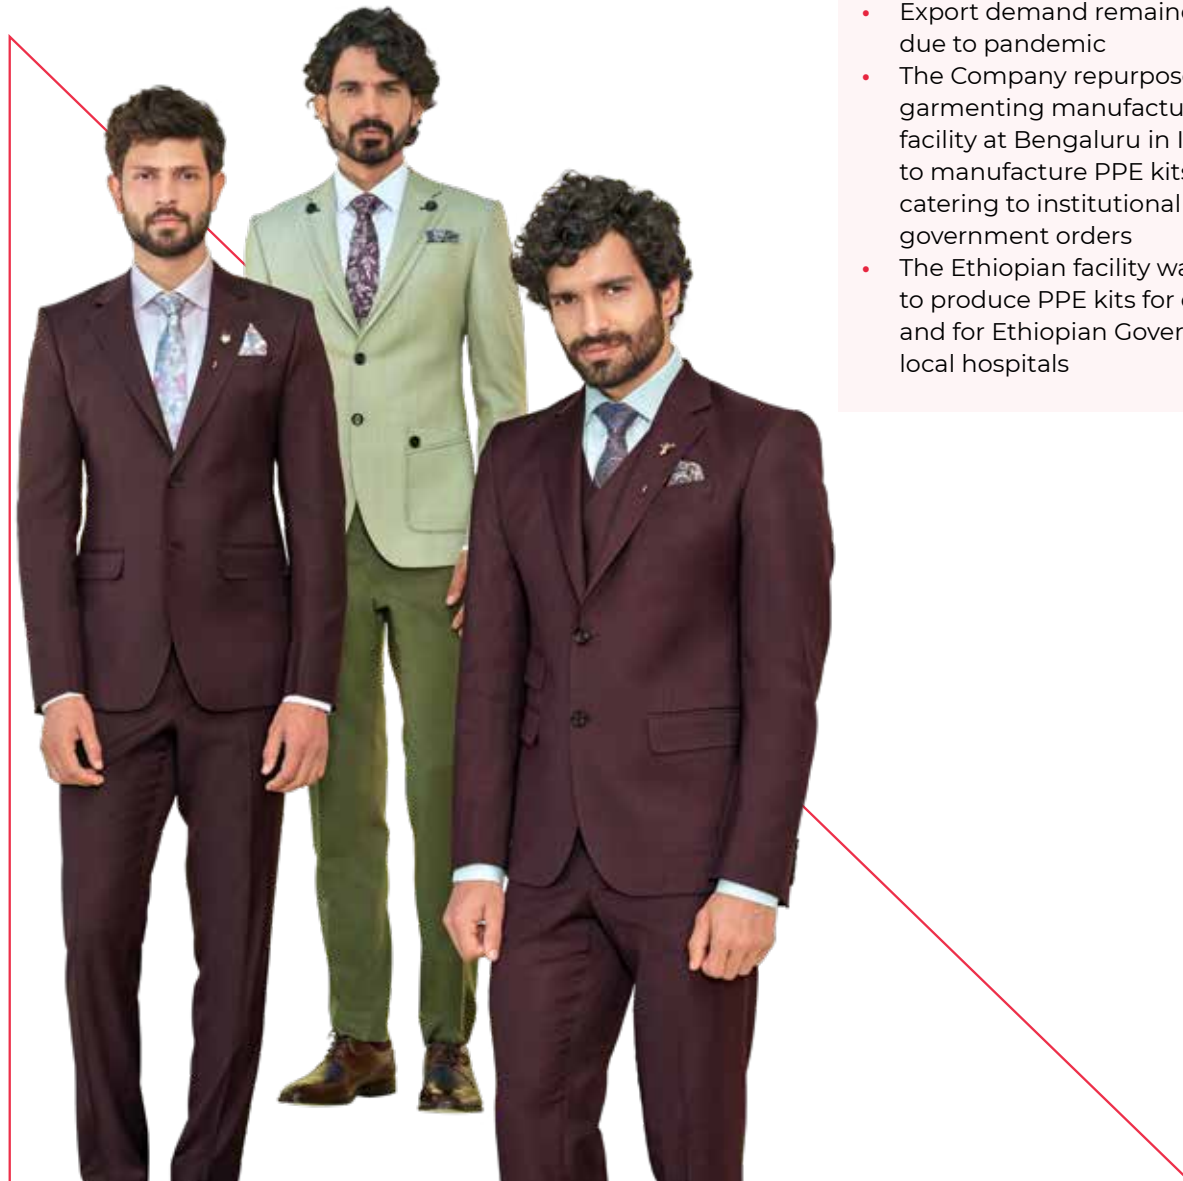 • Export demand remain
due to pandemic
• The Company repurpos
garmenting manufactu
facility at Bengaluru in
to manufacture PPE kits
catering to institutional
government orders
• The Ethiopian facility wa
to produce PPE kits for
and for Ethiopian Gover
local hospitals